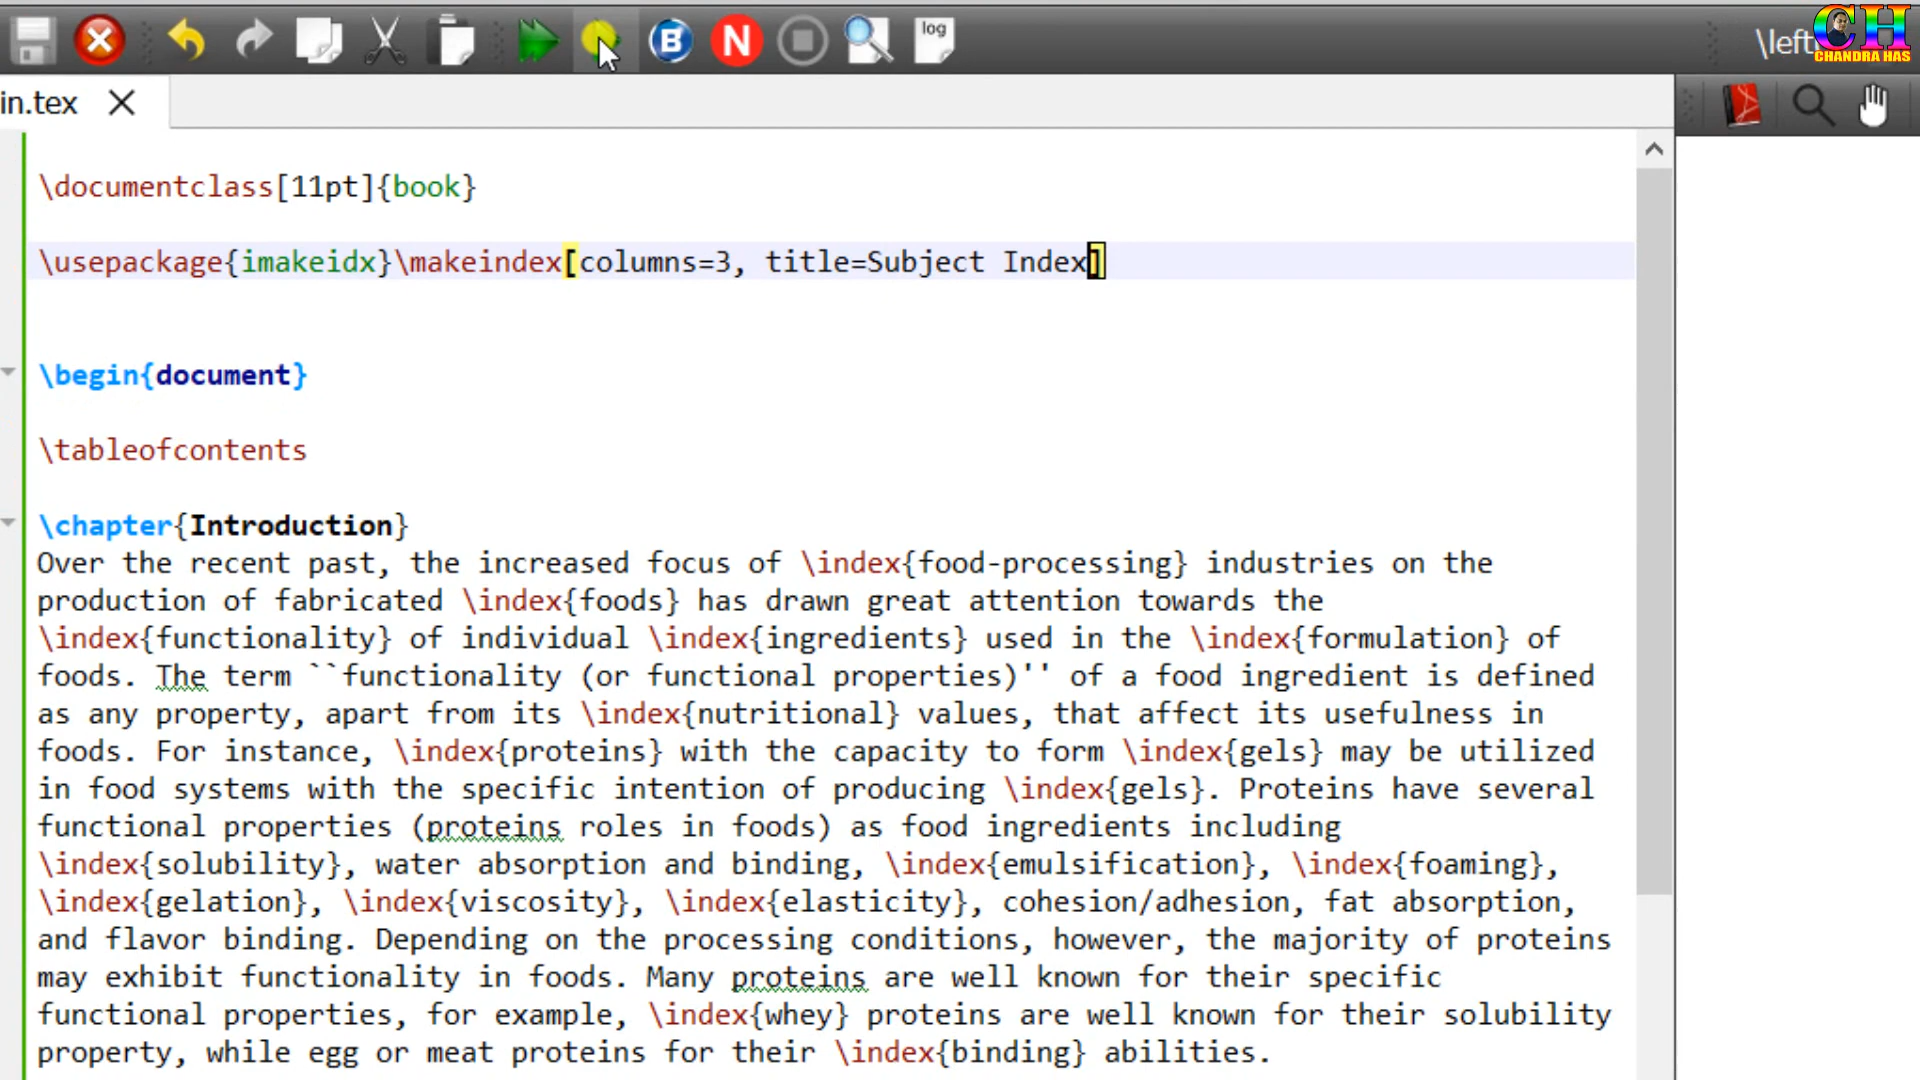 B
N
log
\left
CH
CHANDRA HAS
in.tex
\documentclass[11pt]{book}
\usepackage{imakeidx}\makeindex[columns=3, title=Subject Index]
\begin{document}
\tableofcontents
\chapter{Introduction}
Over the recent past, the increased focus of \index{food-processing} industries on the
production of fabricated \index{foods} has drawn great attention towards the
\index{functionality} of individual \index{ingredients} used in the \index{formulation} of
foods. The term ``functionality (or functional properties)'' of a food ingredient is defined
as any property, apart from its \index{nutritional} values, that affect its usefulness in
foods. For instance, \index{proteins} with the capacity to form \index{gels} may be utilized
in food systems with the specific intention of producing \index{gels}. Proteins have several
functional properties (proteins roles in foods) as food ingredients including
\index{solubility}, water absorption and binding, \index{emulsification}, \index{foaming},
\index{gelation}, \index{viscosity}, \index{elasticity}, cohesion/adhesion, fat absorption,
and flavor binding. Depending on the processing conditions, however, the majority of proteins
may exhibit functionality in foods. Many proteins are well known for their specific
functional properties, for example, \index{whey} proteins are well known for their solubility
property, while egg or meat proteins for their \index{binding} abilities.